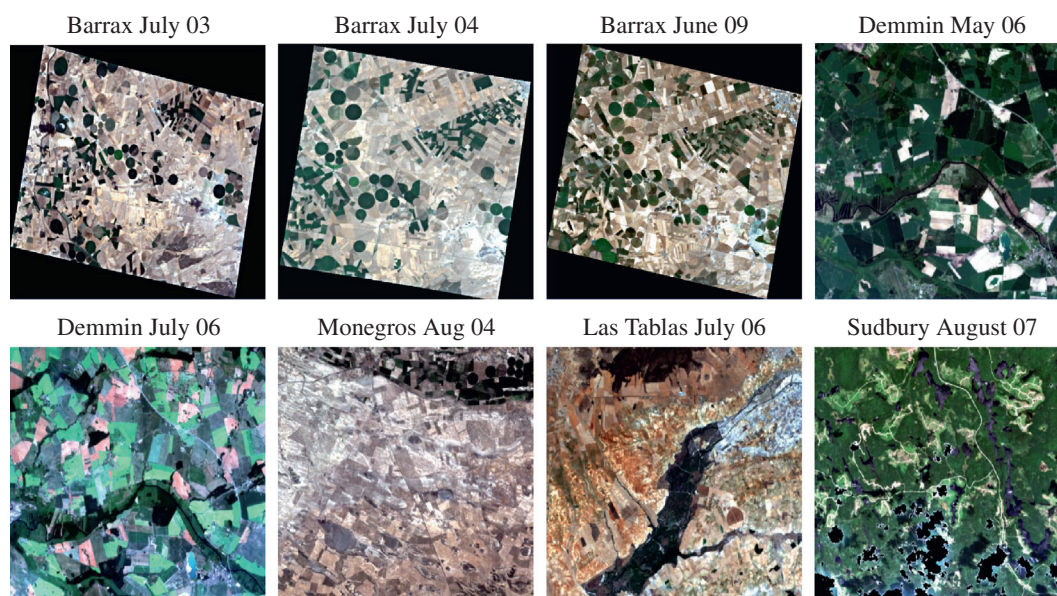 Barrax July 03
Barrax July 04
Barrax June 09
Demmin May 06
Demmin July 06
Monegros Aug 04
Las Tablas July 06
Sudbury August 07